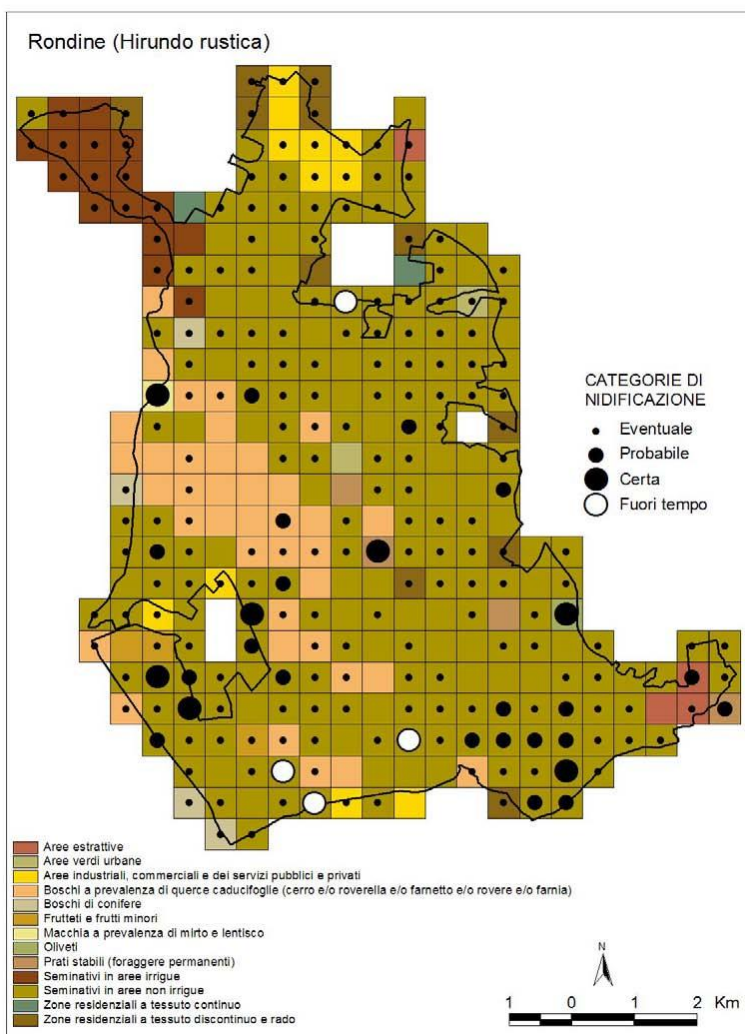 Rondine (Hirundo rustica)
CATEGORIE DI
NIDIFICAZIONE
Eventuale
Probabile
Certa
Fuori tempo
Aree estrattive
Aree verdi urbane
Aree industriali, commerciali e dei servizi pubblici e privati
Boschi a prevalenza di querce caducifoglie (cerro e/o roverella e/o farnetto e/o rovere e/o farnia)
Boschi di conifere
Frutteti e frutti minori
Macchia a prevalenza di mirto e lentisco
Oliveti
Prati stabili (foraggere permanenti)
Seminativi in aree irrigue
Seminativi in aree non irrigue
Zone residenziali a tessuto continuo
Zone residenziali a tessuto discontinuo e rado
N
1 0 1 2 Km